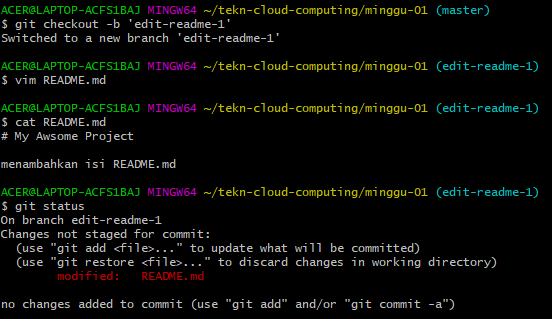 ACER@LAPTOP-ACFS1BAJ MINGW64 ~/tekn-cloud-computing/minggu-01 (master)
$ git checkout -b 'edit-readme-1'
Switched to a new branch 'edit-readme-1'
ACER@LAPTOP-ACFS1BAJ MINGW64 ~/tekn-cloud-computing/minggu-01 (edit-readme-1)
$ vim README.md
ACER@LAPTOP-ACFS1BAJ MINGW64 ~/tekn-cloud-computing/minggu-01 (edit-readme-1)
$ cat README.md
# My Awsome Project
menambahkan isi README.md
ACER@LAPTOP-ACFS1BAJ MINGW64 ~/tekn-cloud-computing/minggu-01 (edit-readme-1)
$ git status
On branch edit-readme-1
Changes not staged for commit:
  (use "git add <file>..." to update what will be committed)
  (use "git restore <file>..." to discard changes in working directory)
        modified:   README.md
no changes added to commit (use "git add" and/or "git commit -a")